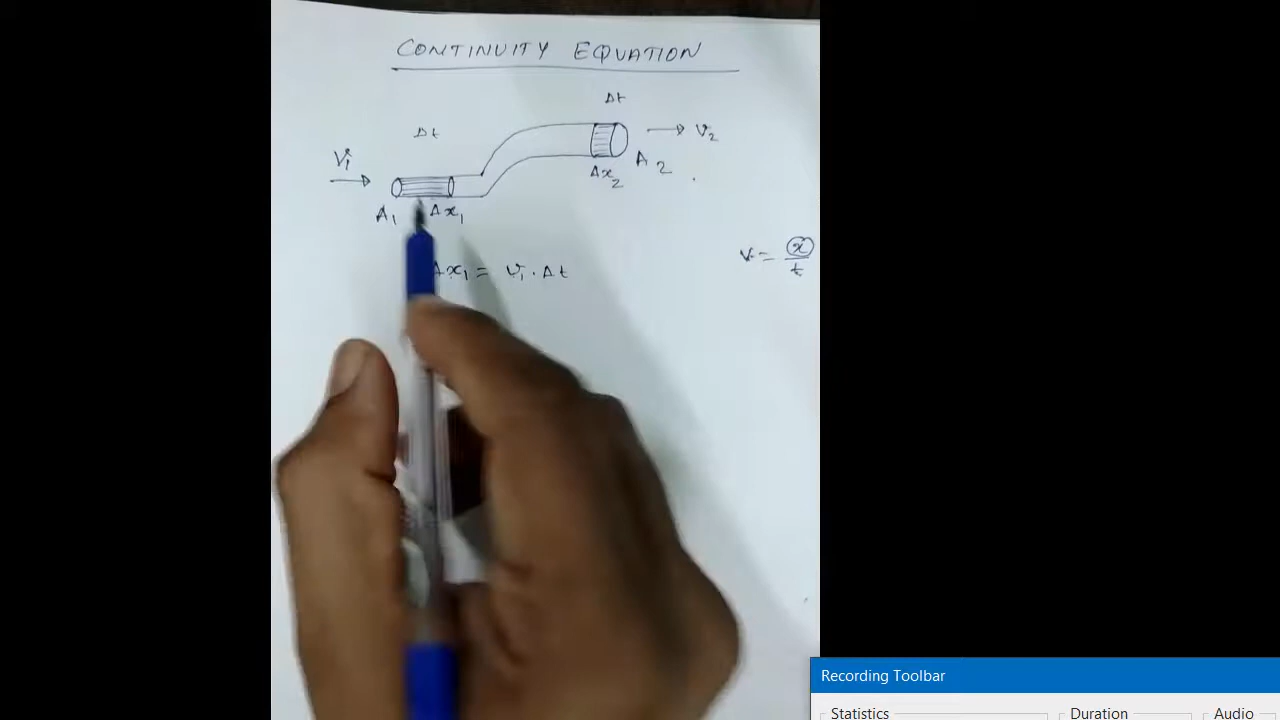 CONTINUITY EQUATION
Δt
Δt
V1
V2
A1
Δx1
Δx2
A2
Δx1 = v1 . Δt
v = x/t
Recording Toolbar
Statistics
Duration
Audio